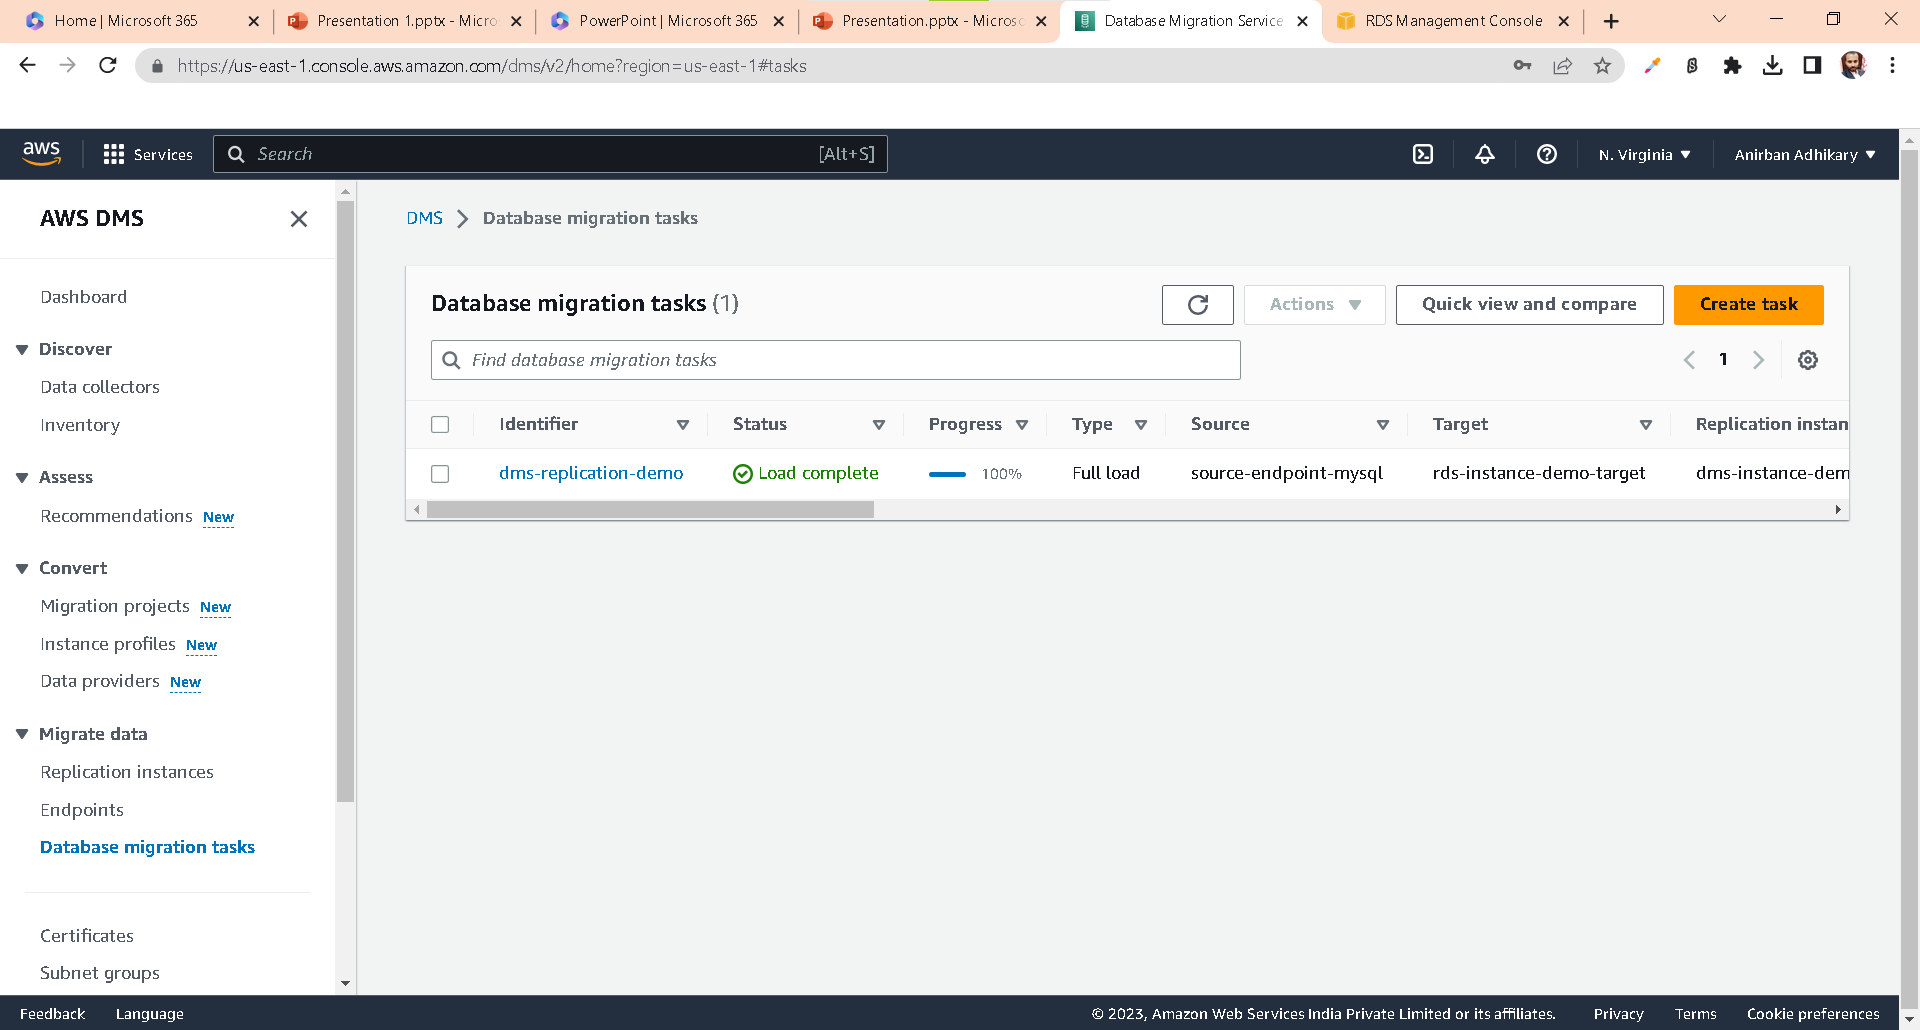 Home | Microsoft 365
Presentation 1.pptx - Micro
PowerPoint | Microsoft 365
Presentation.pptx - Micros
Database Migration Service
RDS Management Console
https://us-east-1.console.aws.amazon.com/dms/v2/home?region=us-east-1#tasks
aws
Services
Search
[Alt+S]
N. Virginia
Anirban Adhikary
AWS DMS
Dashboard
Discover
Data collectors
Inventory
Assess
Recommendations New
Convert
Migration projects New
Instance profiles New
Data providers New
Migrate data
Replication instances
Endpoints
Database migration tasks
Certificates
Subnet groups
DMS > Database migration tasks
Database migration tasks (1)
Actions
Quick view and compare
Create task
Find database migration tasks
1
Identifier Status Progress Type Source Target Replication instan
dms-replication-demo Load complete 100% Full load source-endpoint-mysql rds-instance-demo-target dms-instance-dem
Feedback Language
© 2023, Amazon Web Services India Private Limited or its affiliates. Privacy Terms Cookie preferences